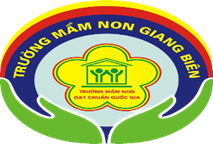 TRƯỜNG MẦM NON GIANG BIÊN
TRƯỜNG MẦM NON
ĐẠT CHUẨN QUỐC GIA